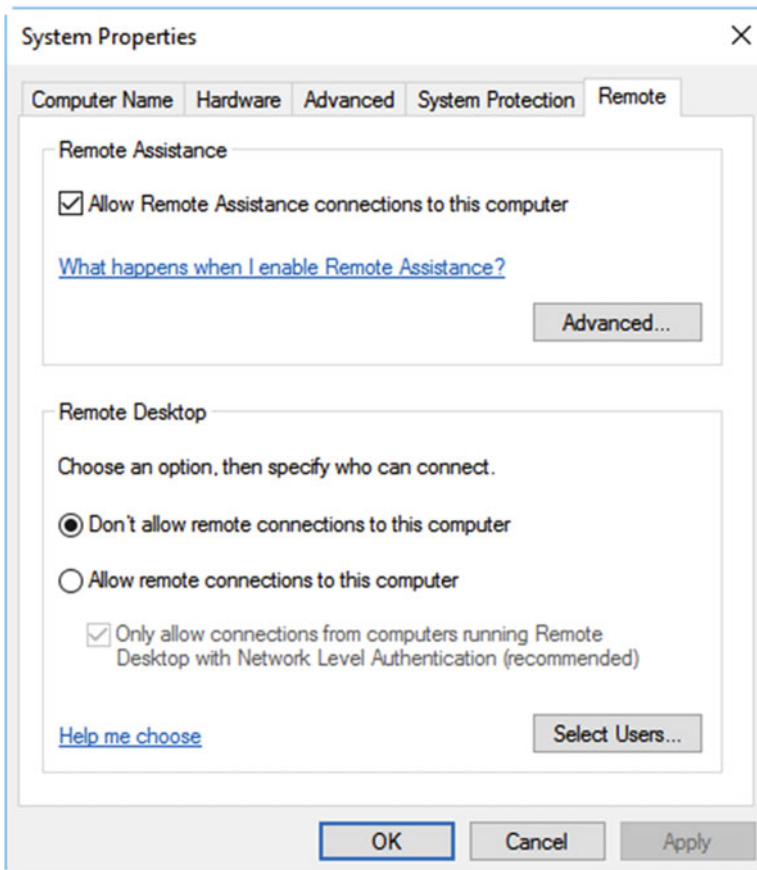 System Properties
Computer Name Hardware Advanced System Protection Remote
Remote Assistance
Allow Remote Assistance connections to this computer
What happens when I enable Remote Assistance?
Advanced...
Remote Desktop
Choose an option, then specify who can connect.
Don't allow remote connections to this computer
Allow remote connections to this computer
Only allow connections from computers running Remote
Desktop with Network Level Authentication (recommended)
Help me choose
Select Users...
OK Cancel Apply